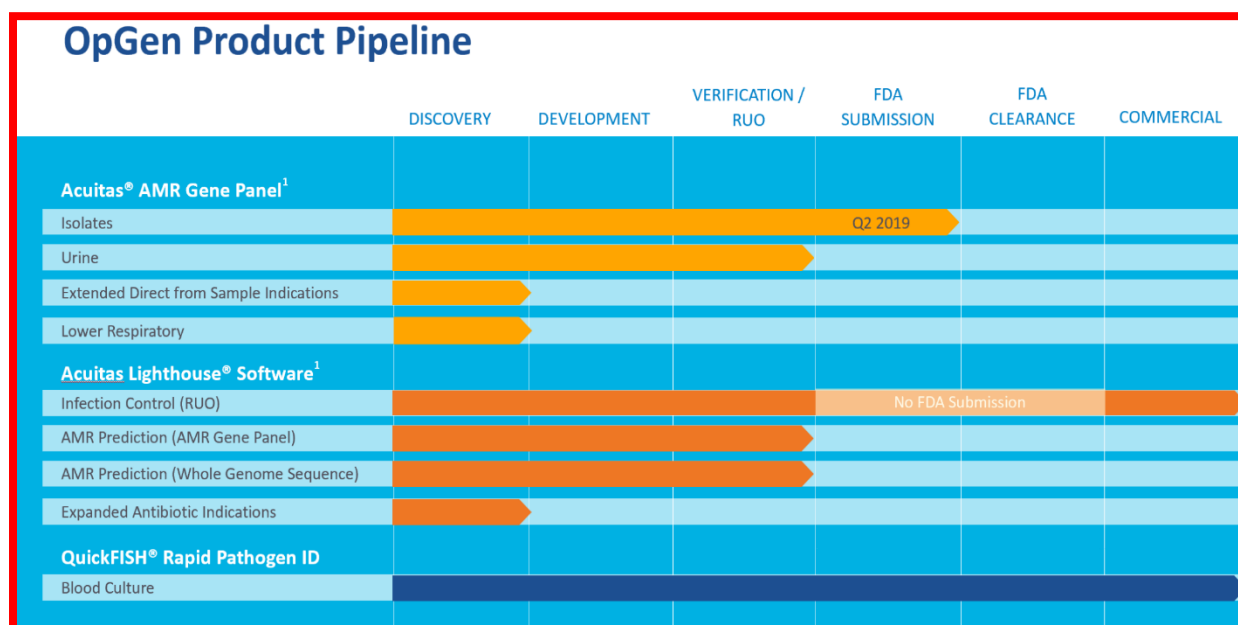 OpGen Product Pipeline
DISCOVERY
DEVELOPMENT
VERIFICATION /
RUO
FDA
SUBMISSION
FDA
CLEARANCE
COMMERCIAL
Acuitas® AMR Gene Panel¹
Isolates
Q2 2019
Urine
Extended Direct from Sample Indications
Lower Respiratory
Acuitas Lighthouse® Software¹
Infection Control (RUO)
No FDA Submission
AMR Prediction (AMR Gene Panel)
AMR Prediction (Whole Genome Sequence)
Expanded Antibiotic Indications
QuickFISH® Rapid Pathogen ID
Blood Culture